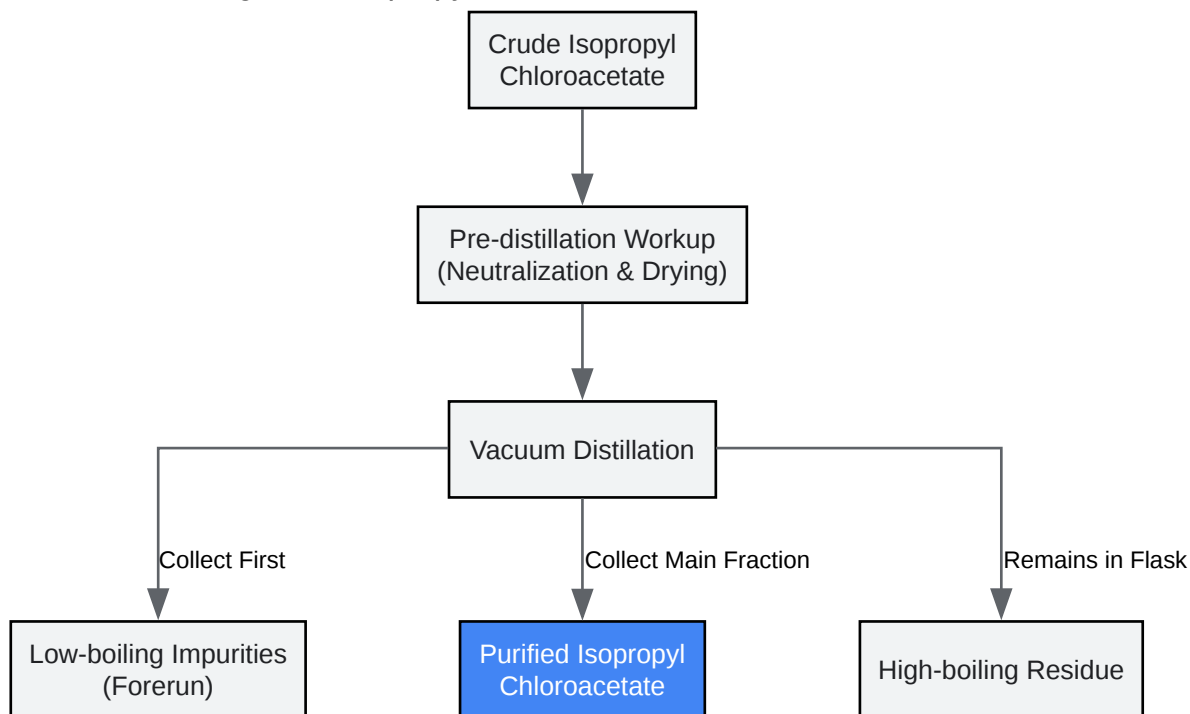 Crude Isopropyl
Chloroacetate
Pre-distillation Workup
(Neutralization & Drying)
Vacuum Distillation
Collect First
Collect Main Fraction
Remains in Flask
Low-boiling Impurities
(Forerun)
Purified Isopropyl
Chloroacetate
High-boiling Residue